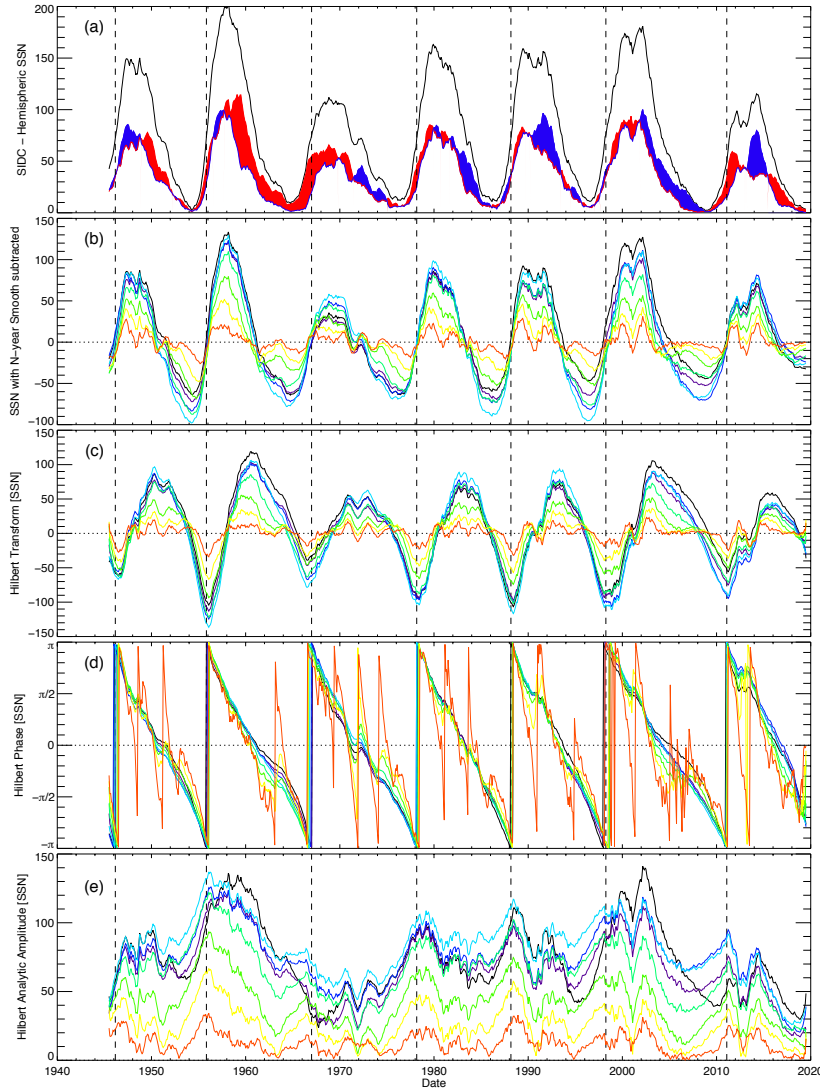 (a)
SIDC – Hemispheric SSN
200
150
100
50
0
(b)
SSN with N-year Smooth subtracted
150
100
50
0
−50
−100
(c)
Hilbert Transform [SSN]
150
100
50
0
−50
−100
−150
(d)
Hilbert Phase [SSN]
π
π/2
0
−π/2
−π
(e)
Hilbert Analytic Amplitude [SSN]
150
100
50
0
1940 1950 1960 1970 1980 1990 2000 2010 2020
Date